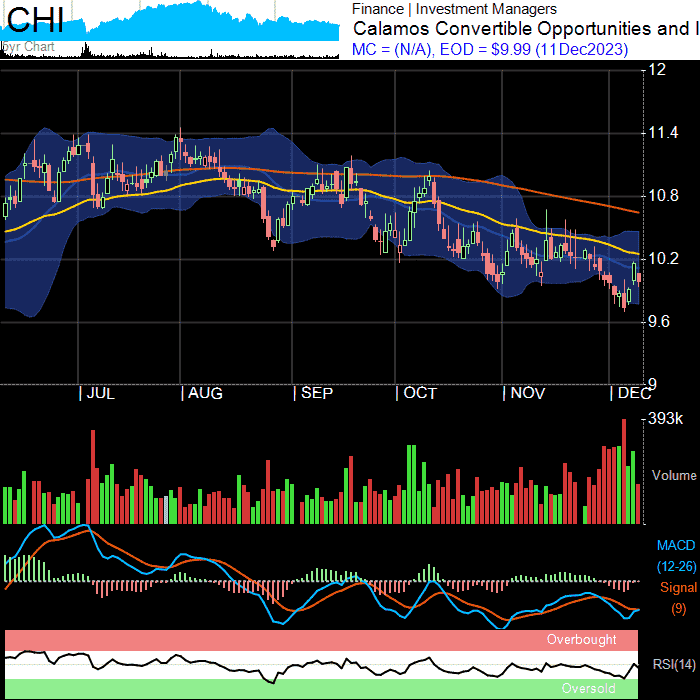 CHI
5yr Chart
Finance | Investment Managers
Calamos Convertible Opportunities and I
MC = (N/A), EOD = $9.99 (11Dec2023)
12
11.4
10.8
10.2
9.6
9
| JUL | AUG | SEP | OCT | NOV | DEC
393k
Volume
MACD
(12-26)
Signal
(9)
Overbought
RSI(14)
Oversold